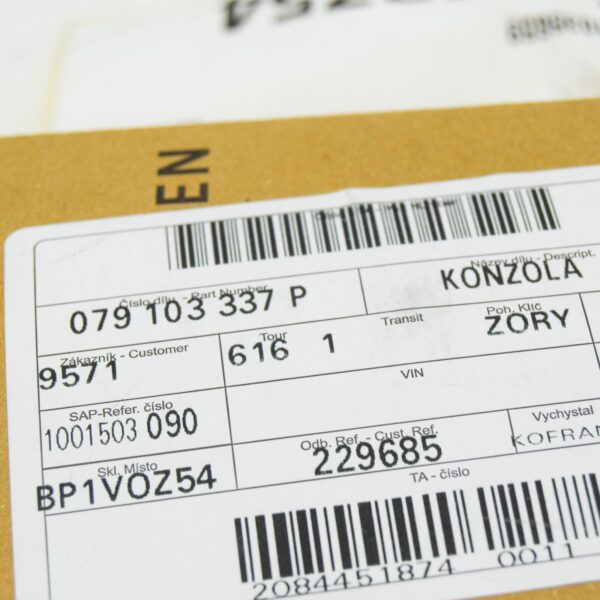 EN
Číslo dílu - Part Number
Název dílu - Descript.
079 103 337 P
KONZOLA
Zákazník - Customer
Tour
Transit
Poh. Klíč
9571
616 1
ZORY
SAP-Refer. číslo
VIN
1001503 090
Skl. Místo
Odb. Ref. - Cust. Ref.
Vychystal
BP1VOZ54
229685
KOFRAN
TA - číslo
2084451874 0011